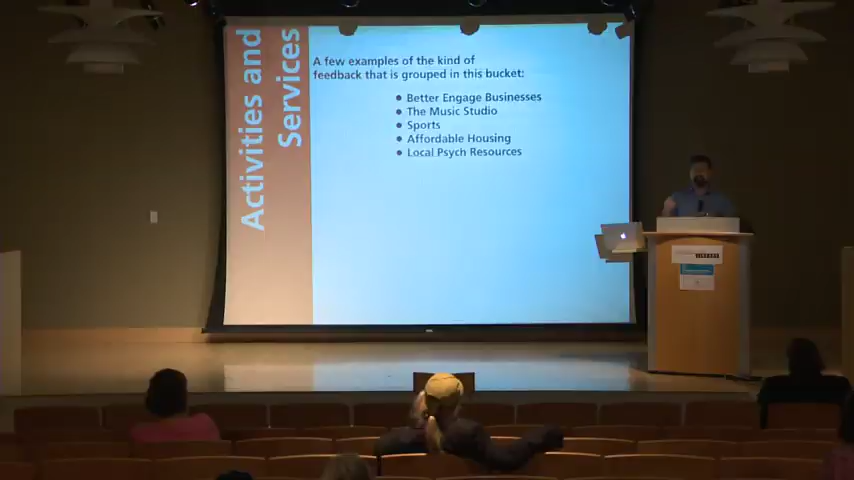 Activities and
Services
A few examples of the kind of
feedback that is grouped in this bucket:
• Better Engage Businesses
• The Music Studio
• Sports
• Affordable Housing
• Local Psych Resources